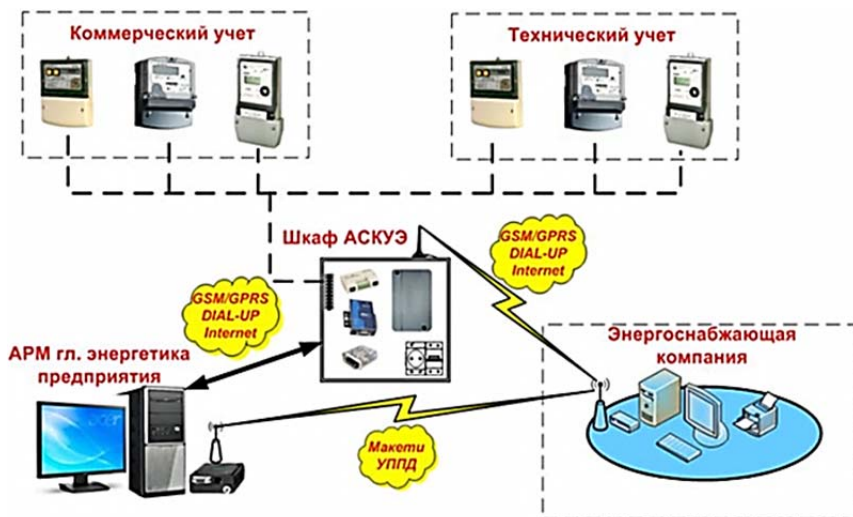 Коммерческий учет
Технический учет
Шкаф АСКУЭ
GSM/GPRS
DIAL-UP
Internet
GSM/GPRS
DIAL-UP
Internet
АРМ гл. энергетика
предприятия
Энергоснабжающая
компания
Макети
УППД